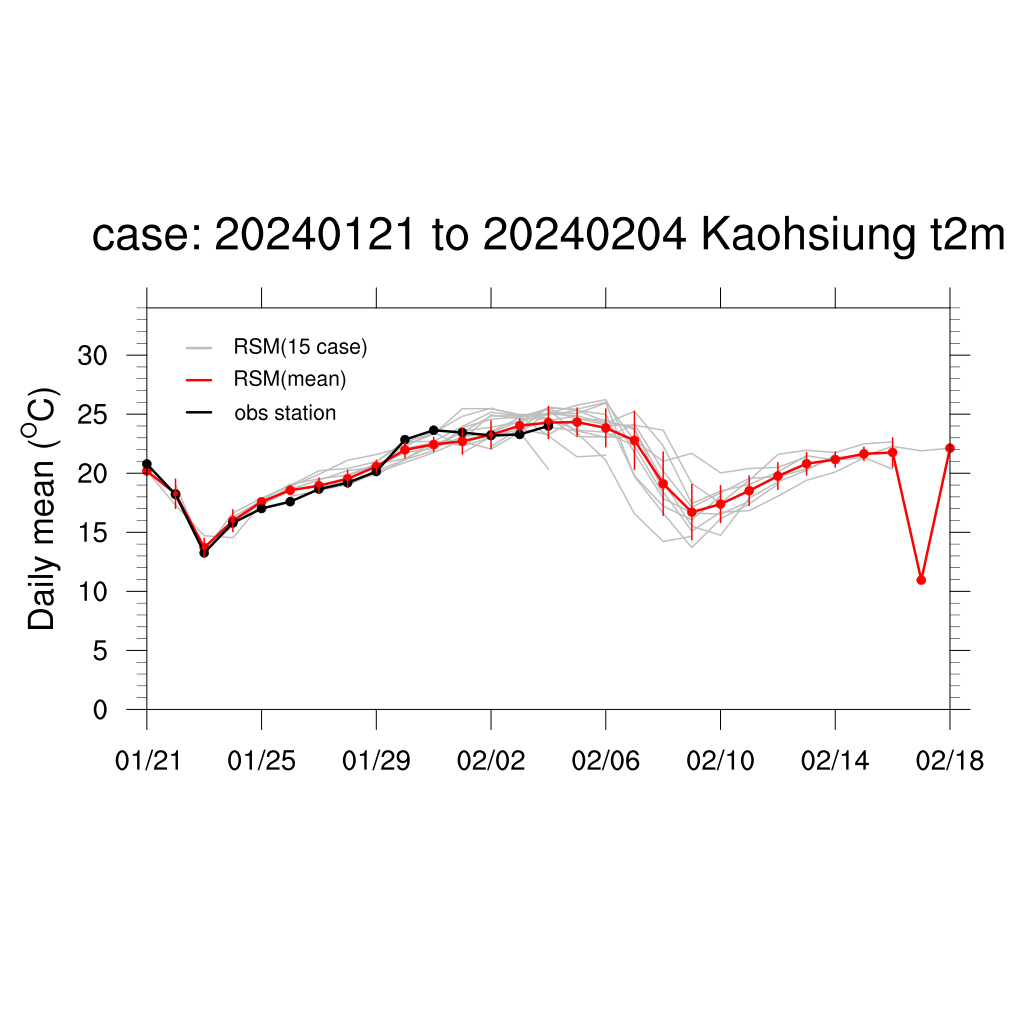 case: 20240121 to 20240204 Kaohsiung t2m
RSM(15 case)
RSM(mean)
obs station
Daily mean (OC)
30
25
20
15
10
5
0
01/21 01/25 01/29 02/02 02/06 02/10 02/14 02/18